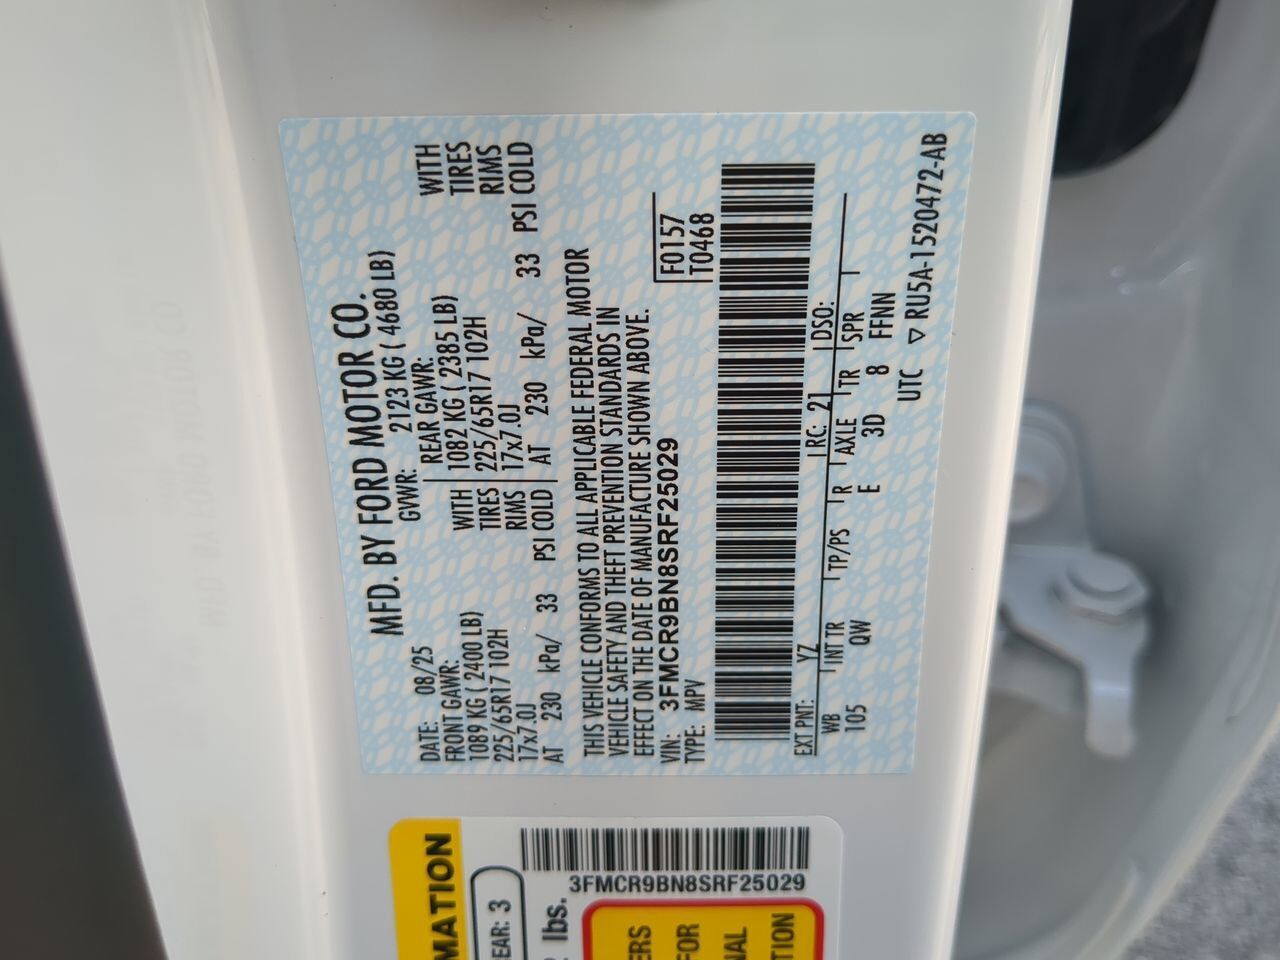 MFD. BY FORD MOTOR CO.
DATE: 08/25 GVWR: 2123 KG ( 4680 LB)
FRONT GAWR: REAR GAWR:
1089 KG ( 2400 LB) WITH 1082 KG ( 2385 LB) WITH
225/65R17 102H TIRES 225/65R17 102H TIRES
17x7.0J RIMS 17x7.0J RIMS
AT 230 kPa/ 33 PSI COLD AT 230 kPa/ 33 PSI COLD
THIS VEHICLE CONFORMS TO ALL APPLICABLE FEDERAL MOTOR
VEHICLE SAFETY AND THEFT PREVENTION STANDARDS IN
EFFECT ON THE DATE OF MANUFACTURE SHOWN ABOVE.
VIN: 3FMCR9BN8SRF25029 F0157
TYPE: MPV T0468
EXT PNT: YZ RC: 21 DSO:
WB INT TR TP/PS R AXLE TR SPR
105 QW E 3D 8 FFNN
UTC ▽ RU5A-1520472-AB
MATION
EAR: 3
lbs.
3FMCR9BN8SRF25029
ERS
FOR
NAL
TION